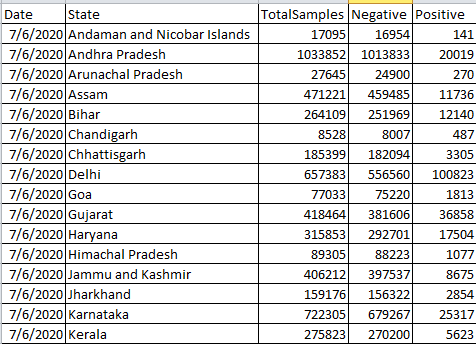 Date State TotalSamples Negative Positive
7/6/2020 Andaman and Nicobar Islands 17095 16954 141
7/6/2020 Andhra Pradesh 1033852 1013833 20019
7/6/2020 Arunachal Pradesh 27645 24900 270
7/6/2020 Assam 471221 459485 11736
7/6/2020 Bihar 264109 251969 12140
7/6/2020 Chandigarh 8528 8007 487
7/6/2020 Chhattisgarh 185399 182094 3305
7/6/2020 Delhi 657383 556560 100823
7/6/2020 Goa 77033 75220 1813
7/6/2020 Gujarat 418464 381606 36858
7/6/2020 Haryana 315853 292701 17504
7/6/2020 Himachal Pradesh 89305 88223 1077
7/6/2020 Jammu and Kashmir 406212 397537 8675
7/6/2020 Jharkhand 159176 156322 2854
7/6/2020 Karnataka 722305 679267 25317
7/6/2020 Kerala 275823 270200 5623